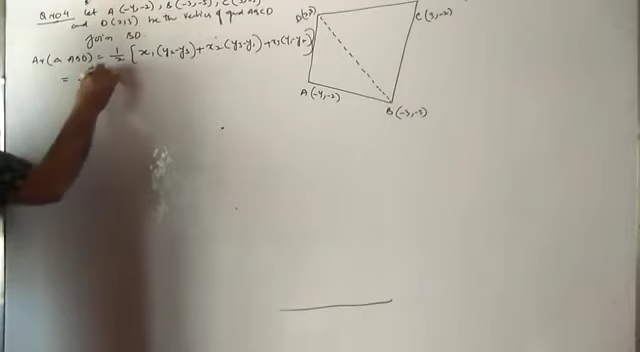 QNO4 Let A (-4,-2), B (-3,-5), C (3,-2)
and D(2,3) be the vertices of quad ABCD
Join BD
Ar(△ ABD) = 1/2 [x₁(y₂-y₃)+x₂(y₃-y₁)+x₃(y₁-y₂)]
=
D(2,3)
C (3,-2)
A (-4,-2)
B (-3,-5)